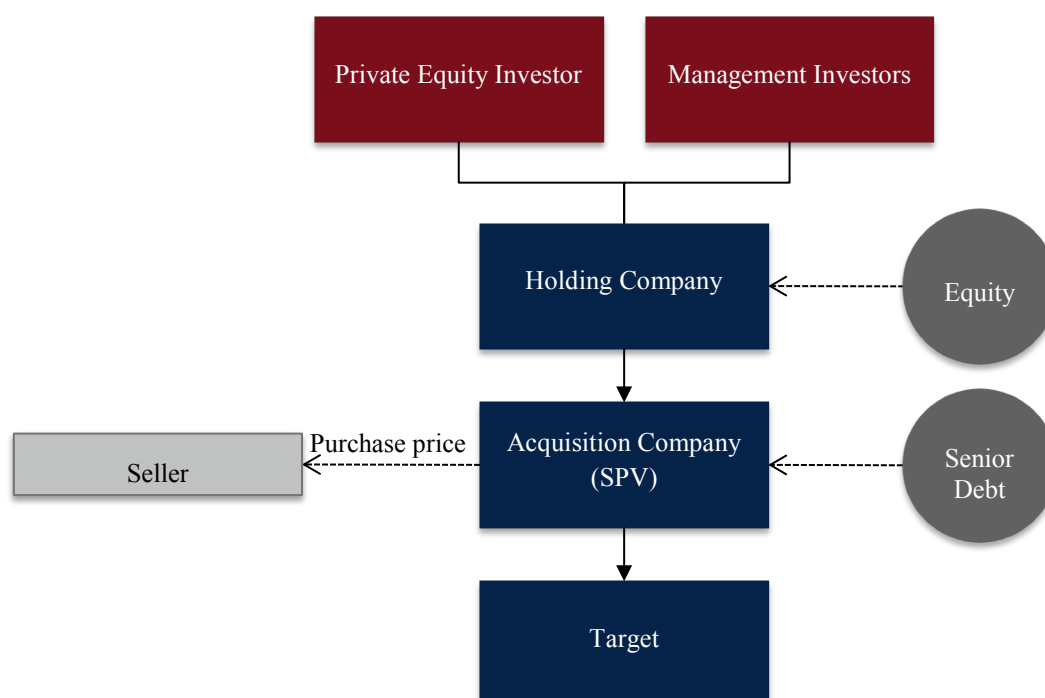 Private Equity Investor
Management Investors
Holding Company
Equity
Purchase price
Acquisition Company
(SPV)
Seller
Senior
Debt
Target